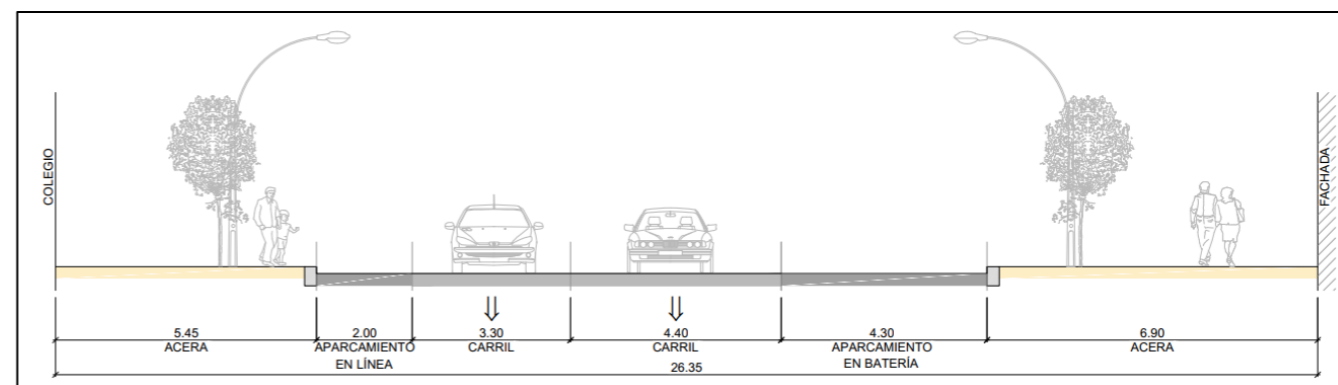 COLEGIO
FACHADA
5.45
2.00
3.30
4.40
4.30
6.90
ACERA
APARCAMIENTO
EN LÍNEA
CARRIL
CARRIL
APARCAMIENTO
EN BATERÍA
ACERA
26.35